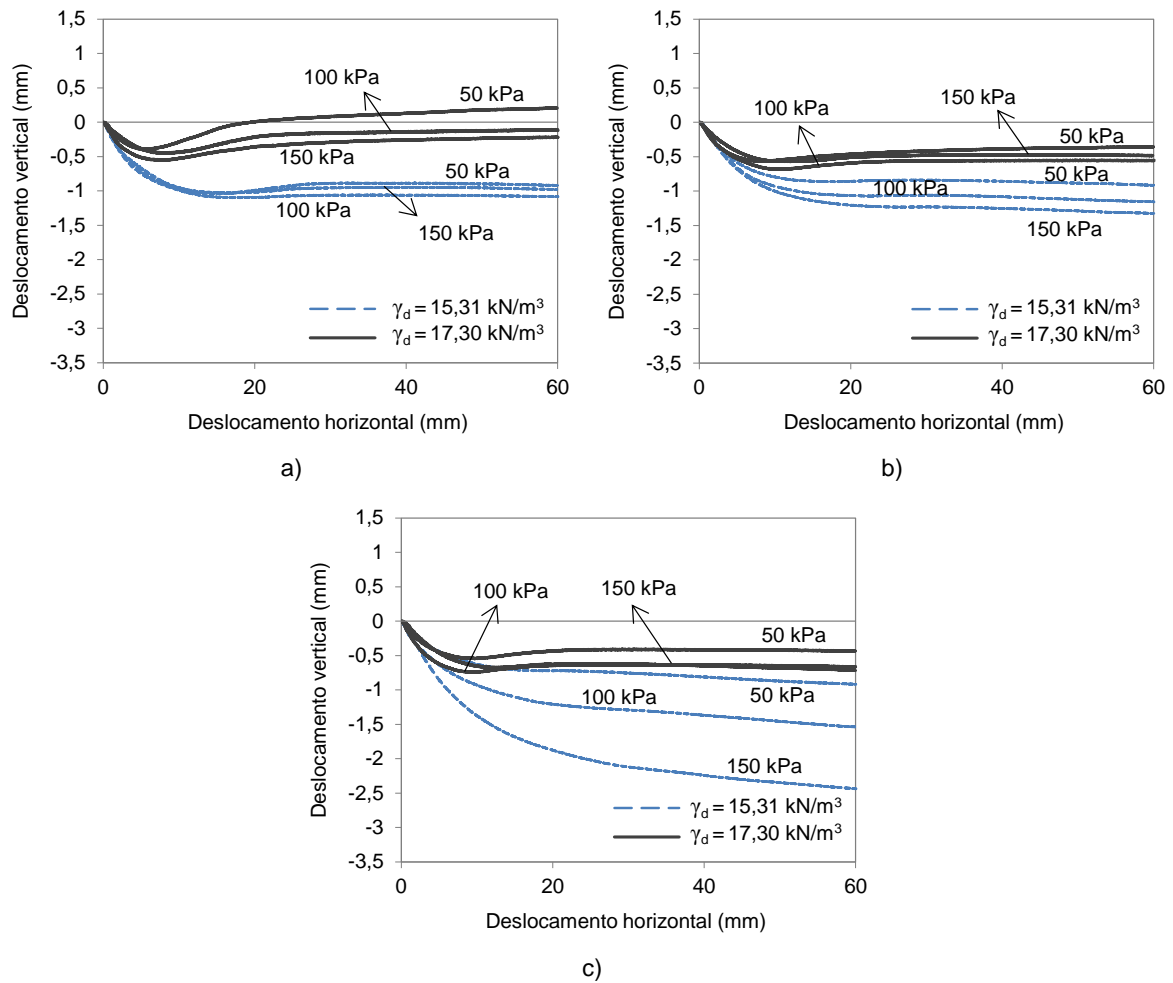 1,5
1
0,5
0
-0,5
-1
-1,5
-2
-2,5
-3
-3,5
0
20
40
60
Deslocamento vertical (mm)
Deslocamento horizontal (mm)
100 kPa
50 kPa
150 kPa
50 kPa
100 kPa
150 kPa
γd = 15,31 kN/m³
γd = 17,30 kN/m³
a)
1,5
1
0,5
0
-0,5
-1
-1,5
-2
-2,5
-3
-3,5
0
20
40
60
Deslocamento vertical (mm)
Deslocamento horizontal (mm)
100 kPa
150 kPa
50 kPa
50 kPa
100 kPa
150 kPa
γd = 15,31 kN/m³
γd = 17,30 kN/m³
b)
1,5
1
0,5
0
-0,5
-1
-1,5
-2
-2,5
-3
-3,5
0
20
40
60
Deslocamento vertical (mm)
Deslocamento horizontal (mm)
100 kPa
150 kPa
50 kPa
50 kPa
100 kPa
150 kPa
γd = 15,31 kN/m³
γd = 17,30 kN/m³
c)